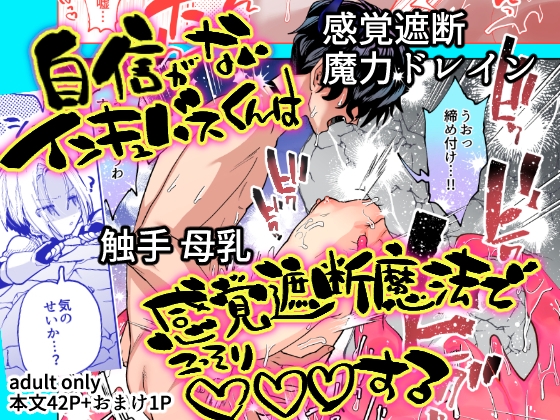 感覚遮断
魔力ドレイン
自信がない
インキュバスくんは
うおっ
締め付け…!!
触手 母乳
気の
せいか…?
感覚遮断魔法で
こっそり
♡♡♡する
adult only
本文42P+おまけ1P